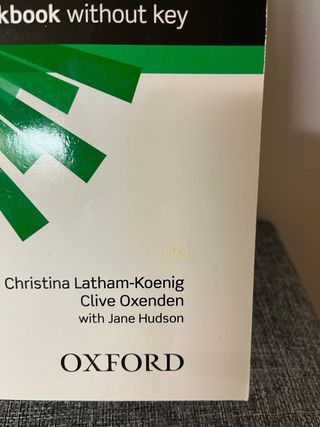 kbook without key
Christina Latham-Koenig
Clive Oxenden
with Jane Hudson
OXFORD